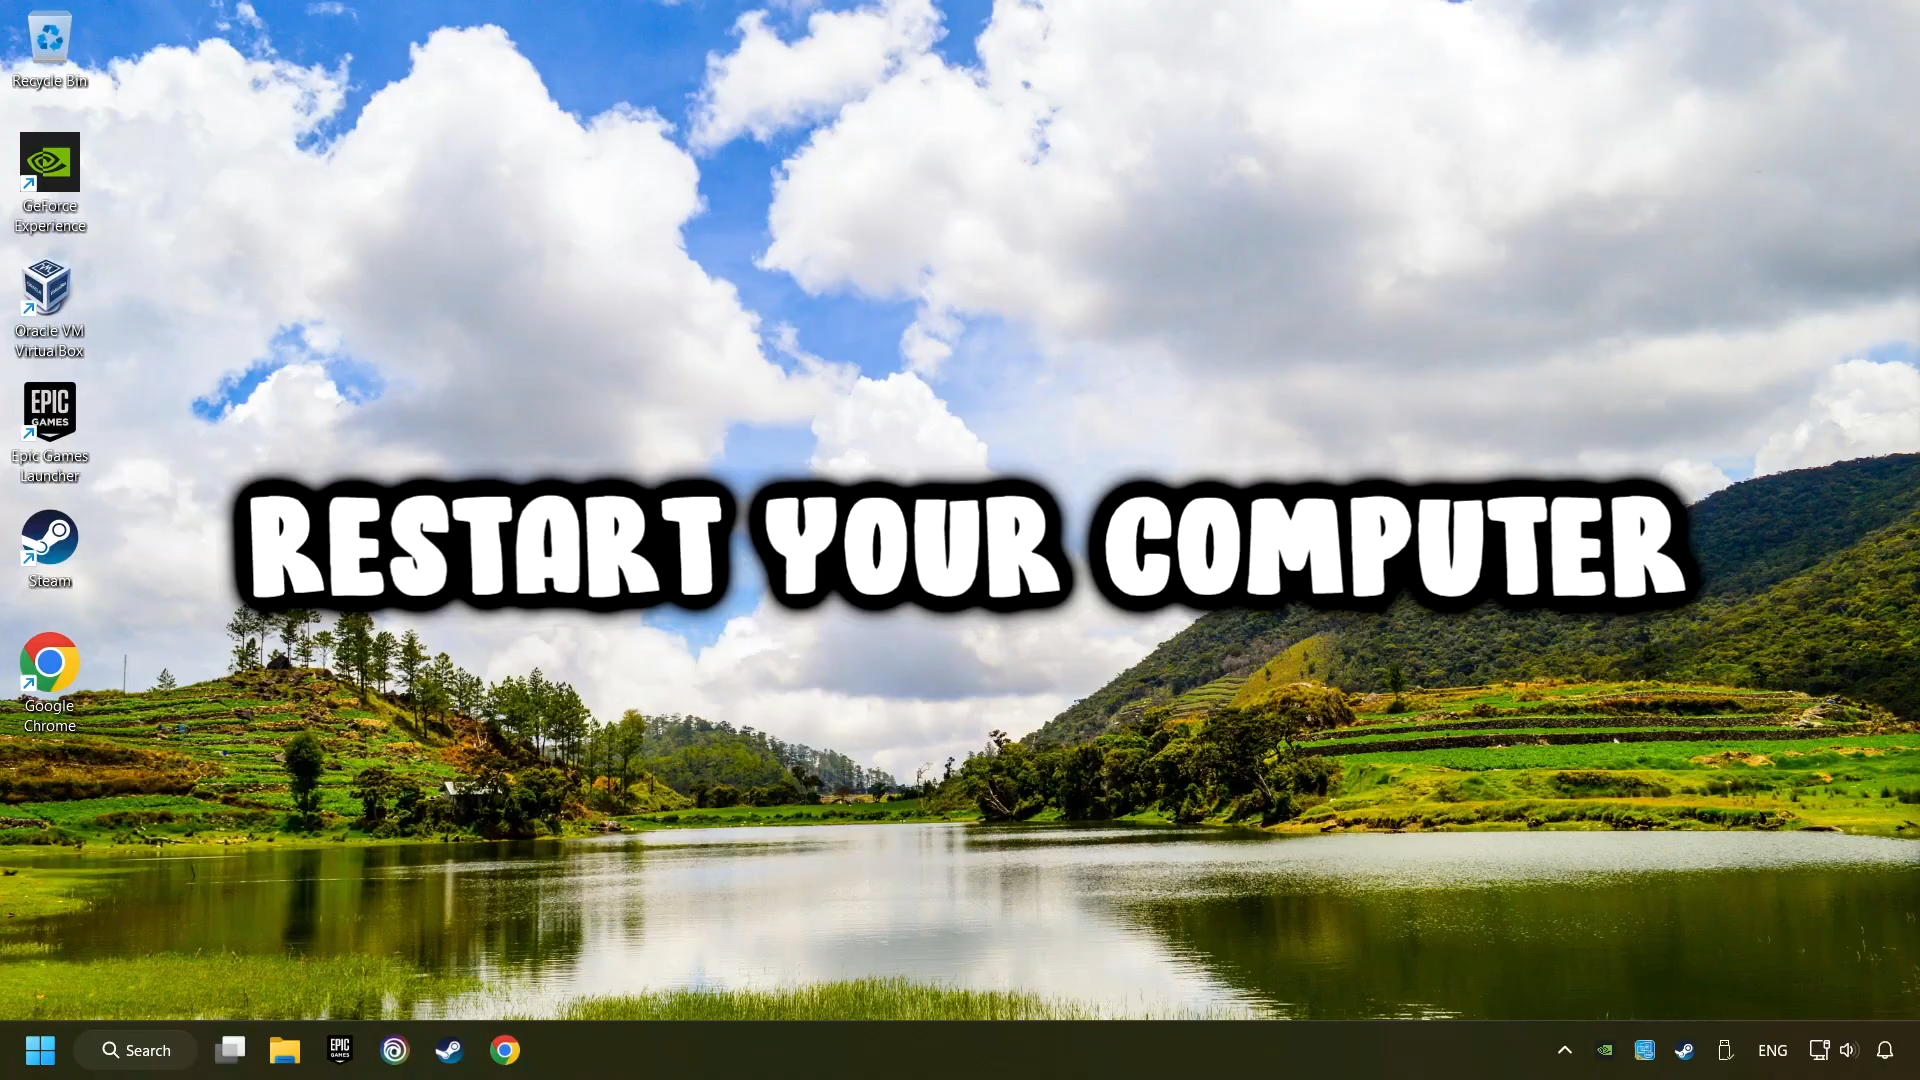 Recycle Bin
GeForce
Experience
Oracle VM
VirtualBox
EPIC
GAMES
Epic Games
Launcher
Steam
Google
Chrome
RESTART YOUR COMPUTER
Search
EPIC
GAMES
ENG